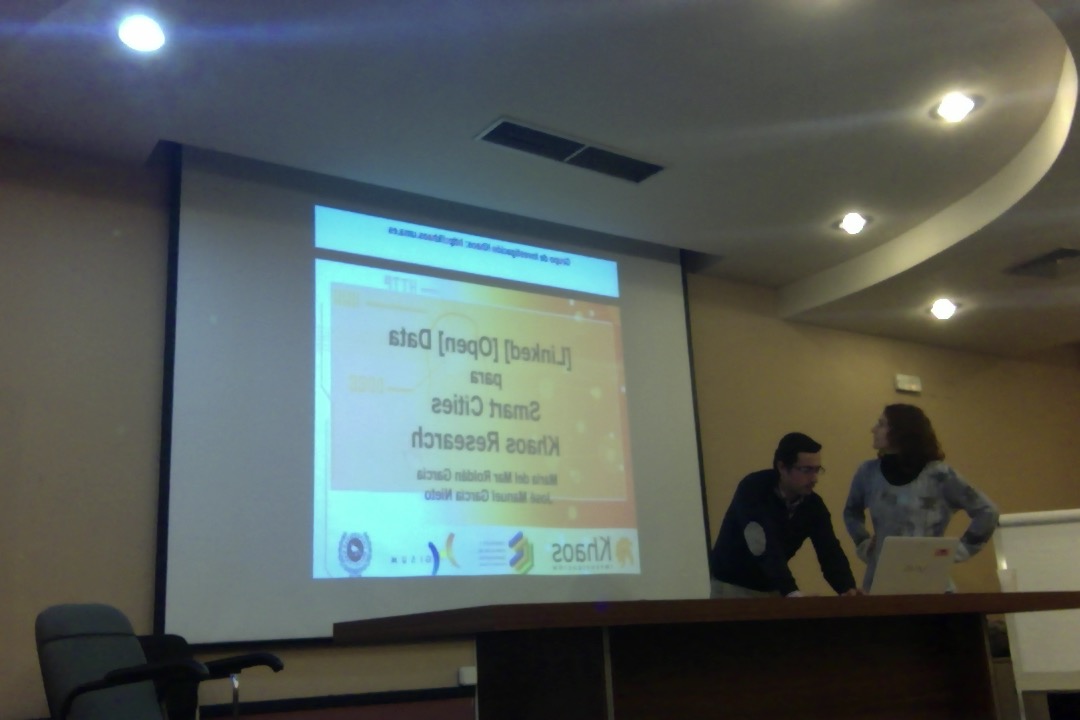 Grupo de Investigación Khaos: http://khaos.uma.es
HTTP
[Linked] [Open] Data
para
Smart Cities
Khaos Research
María del Mar Roldán García
José Manuel García Nieto
Khaos